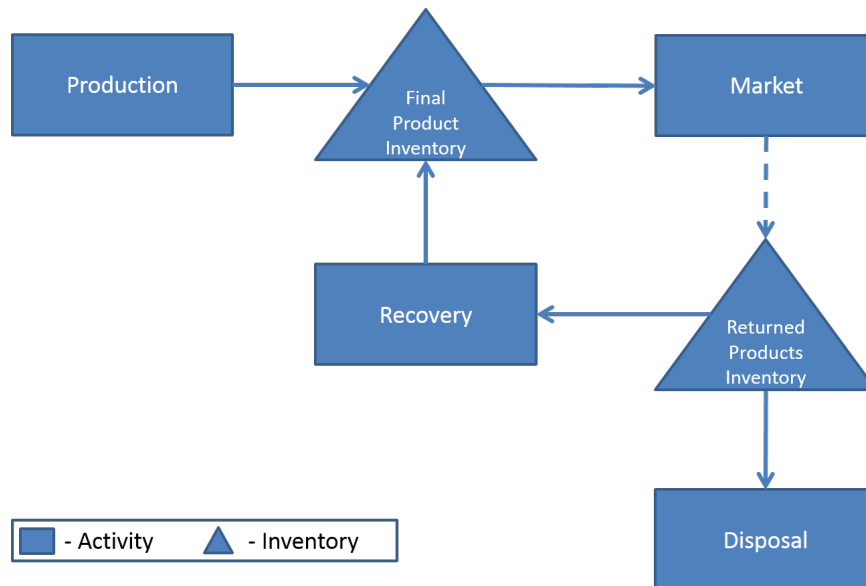 Production
Final
Product
Inventory
Market
Recovery
Returned
Products
Inventory
Disposal
- Activity
- Inventory